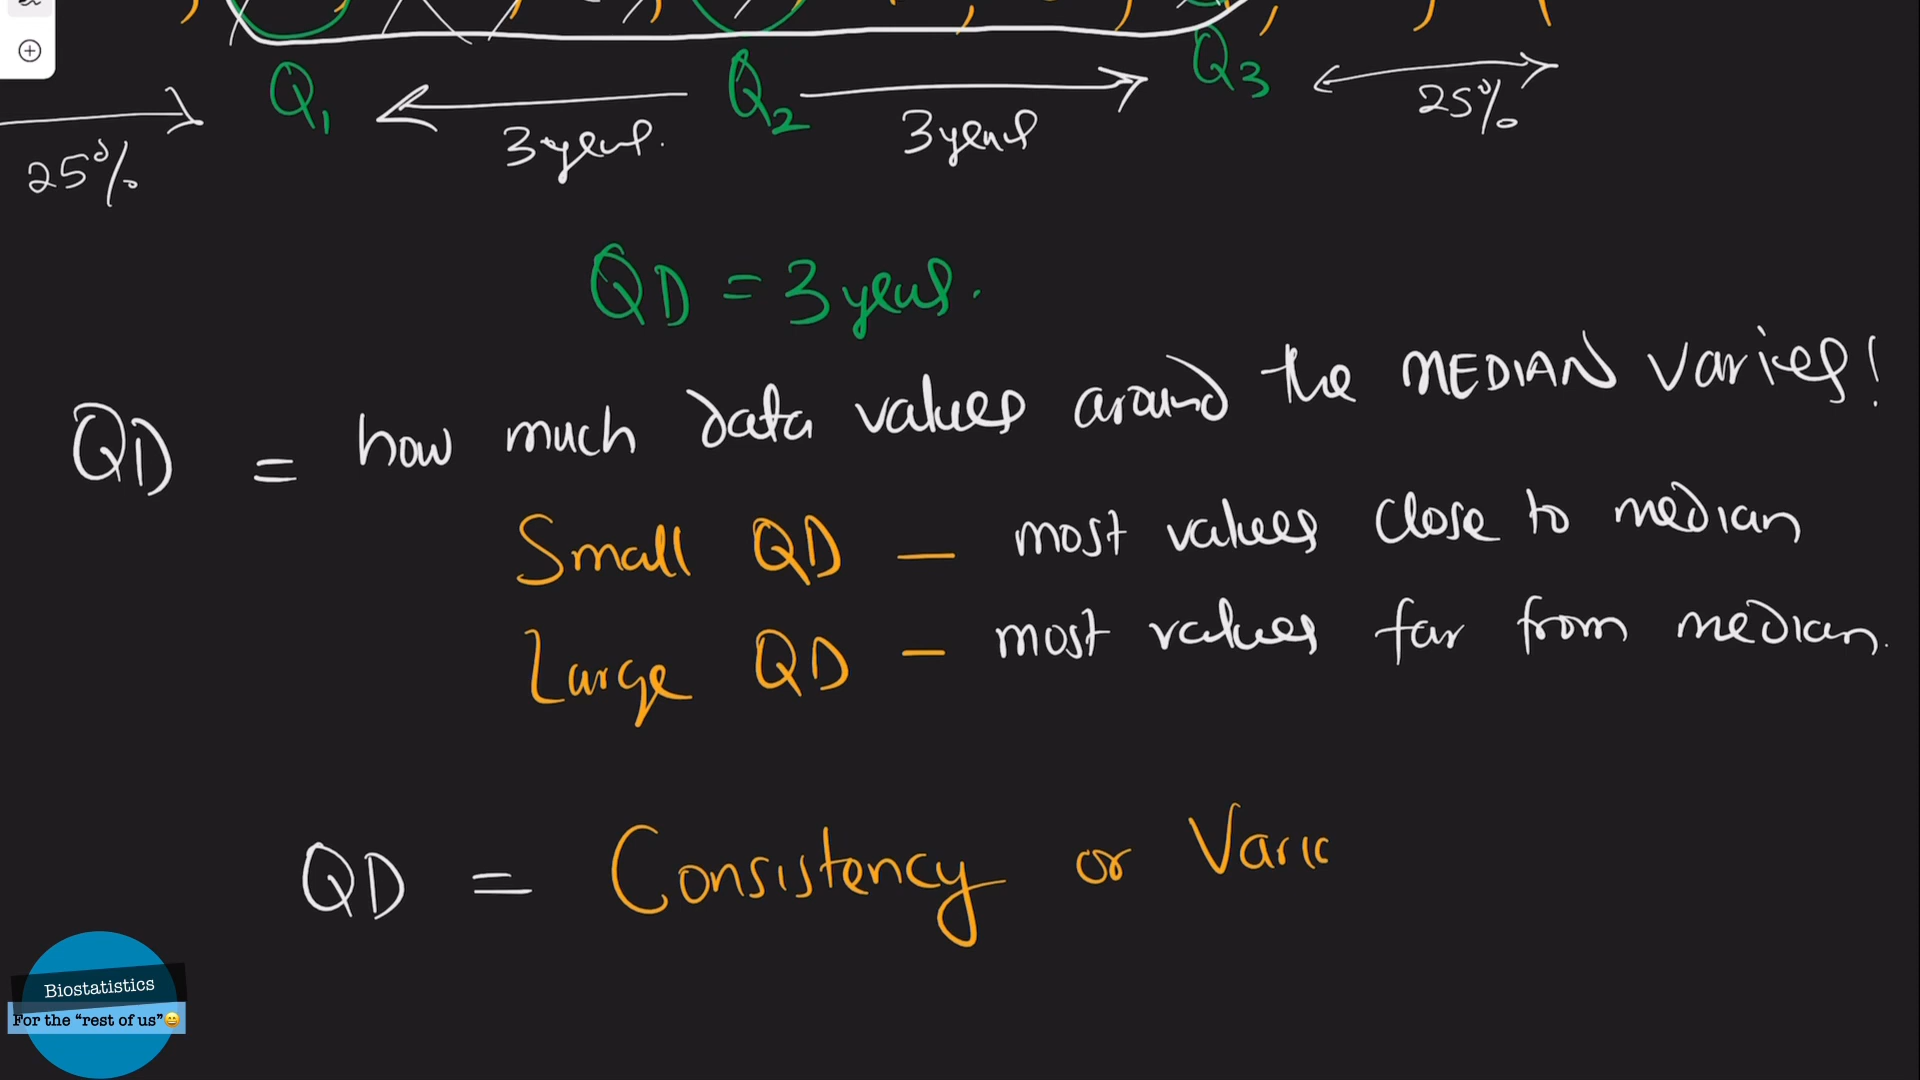 Q1 Q2 Q3
25% 3 years. 3 years 25%
QD = 3 years.
QD = how much data values around the MEDIAN varies!
Small QD — most values close to median
Large QD — most values far from median.
QD = Consistency or Varia
Biostatistics
For the “rest of us”😄